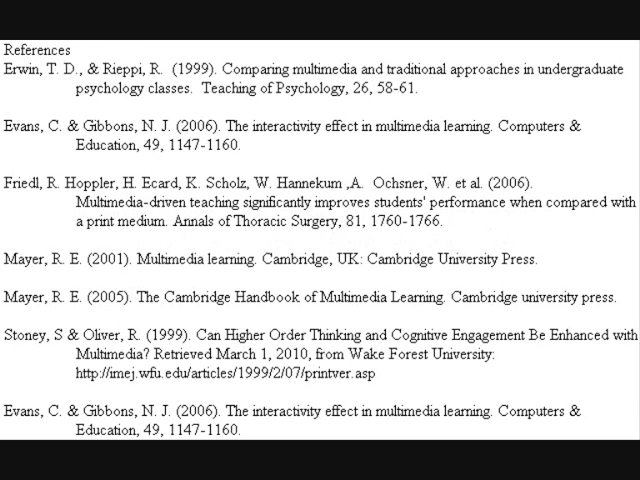 References
Erwin, T. D., & Rieppi, R.  (1999). Comparing multimedia and traditional approaches in undergraduate
psychology classes.  Teaching of Psychology, 26, 58-61.
Evans, C. & Gibbons, N. J. (2006). The interactivity effect in multimedia learning. Computers &
Education, 49, 1147-1160.
Friedl, R. Hoppler, H. Ecard, K. Scholz, W. Hannekum ,A.  Ochsner, W. et al. (2006).
Multimedia-driven teaching significantly improves students' performance when compared with
a print medium. Annals of Thoracic Surgery, 81, 1760-1766.
Mayer, R. E. (2001). Multimedia learning. Cambridge, UK: Cambridge University Press.
Mayer, R. E. (2005). The Cambridge Handbook of Multimedia Learning. Cambridge university press.
Stoney, S & Oliver, R. (1999). Can Higher Order Thinking and Cognitive Engagement Be Enhanced with
Multimedia? Retrieved March 1, 2010, from Wake Forest University:
http://imej.wfu.edu/articles/1999/2/07/printver.asp
Evans, C. & Gibbons, N. J. (2006). The interactivity effect in multimedia learning. Computers &
Education, 49, 1147-1160.